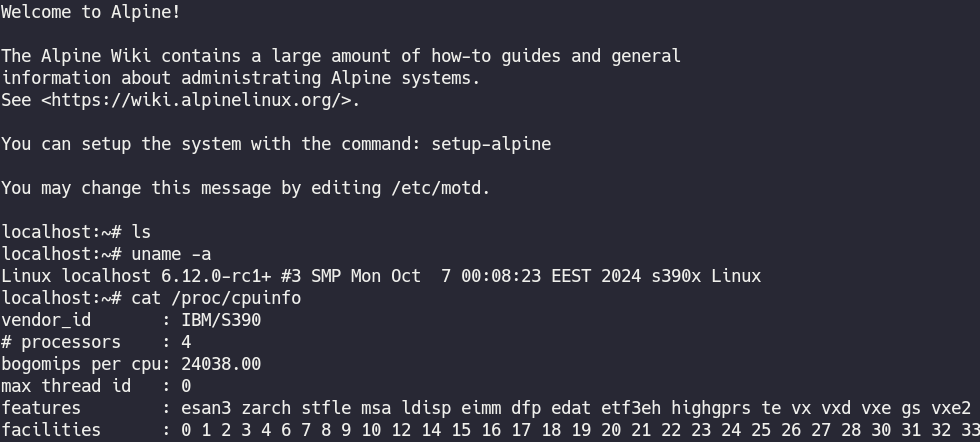 Welcome to Alpine!
The Alpine Wiki contains a large amount of how-to guides and general
information about administrating Alpine systems.
See <https://wiki.alpinelinux.org/>.
You can setup the system with the command: setup-alpine
You may change this message by editing /etc/motd.
localhost:~# ls
localhost:~# uname -a
Linux localhost 6.12.0-rc1+ #3 SMP Mon Oct  7 00:08:23 EEST 2024 s390x Linux
localhost:~# cat /proc/cpuinfo
vendor_id       : IBM/S390
# processors    : 4
bogomips per cpu: 24038.00
max thread id   : 0
features        : esan3 zarch stfle msa ldisp eimm dfp edat etf3eh highgprs te vx vxd vxe gs vxe2
facilities      : 0 1 2 3 4 6 7 8 9 10 12 14 15 16 17 18 19 20 21 22 23 24 25 26 27 28 30 31 32